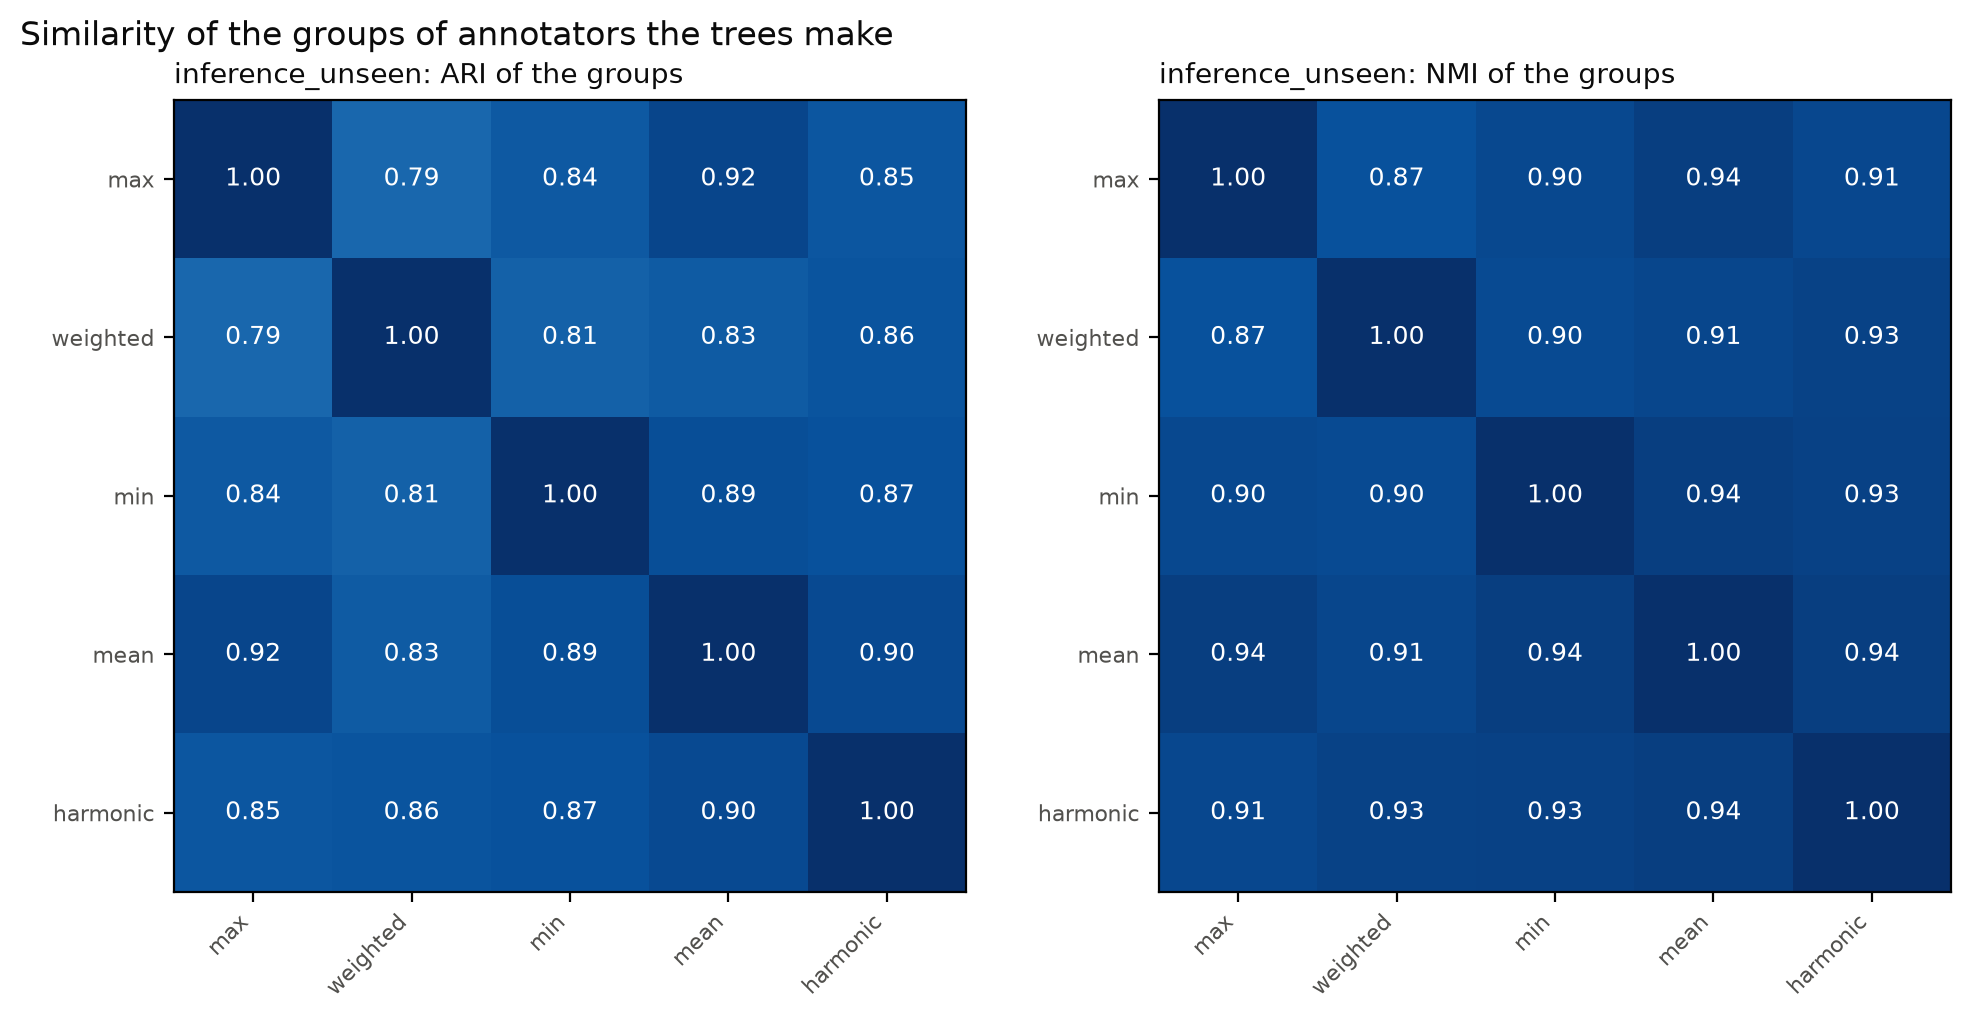 Similarity of the groups of annotators the trees make
inference_unseen: ARI of the groups
max 1.00 0.79 0.84 0.92 0.85
weighted 0.79 1.00 0.81 0.83 0.86
min 0.84 0.81 1.00 0.89 0.87
mean 0.92 0.83 0.89 1.00 0.90
harmonic 0.85 0.86 0.87 0.90 1.00
max weighted min mean harmonic
inference_unseen: NMI of the groups
max 1.00 0.87 0.90 0.94 0.91
weighted 0.87 1.00 0.90 0.91 0.93
min 0.90 0.90 1.00 0.94 0.93
mean 0.94 0.91 0.94 1.00 0.94
harmonic 0.91 0.93 0.93 0.94 1.00
max weighted min mean harmonic